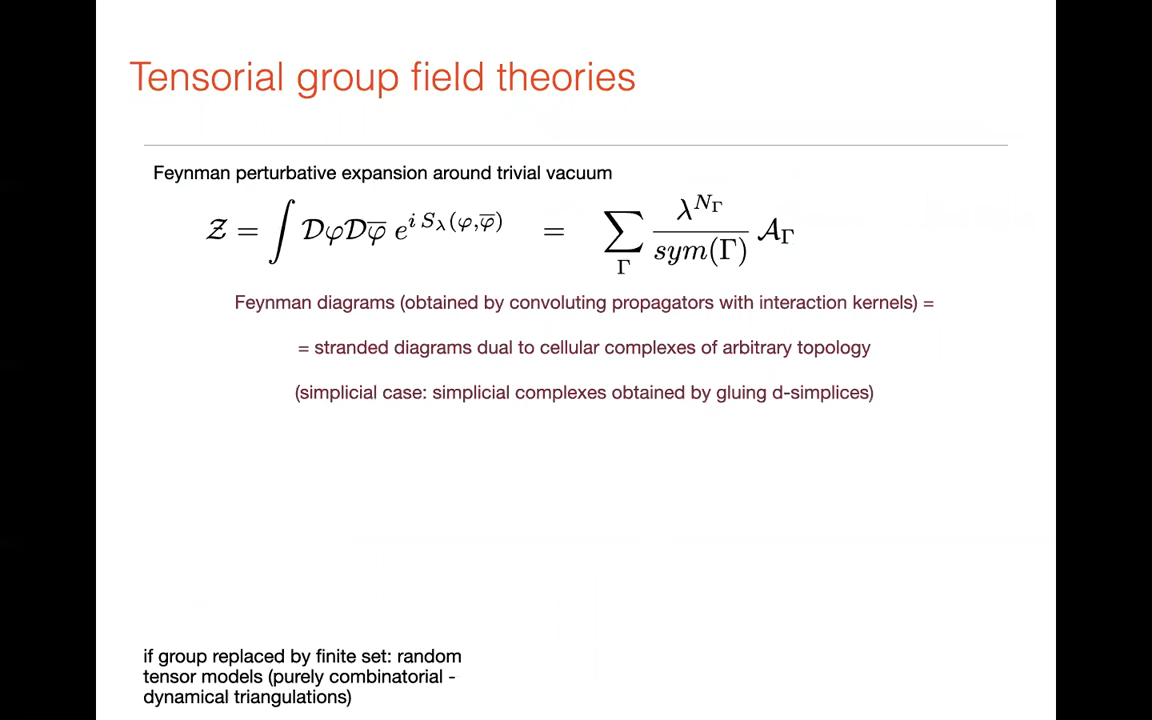 Tensorial group field theories
Feynman perturbative expansion around trivial vacuum
𝒵 = ∫ 𝒟φ𝒟φ̅ e^{i S_λ(φ,φ̅)} = ∑_Γ λ^{N_Γ} / sym(Γ) 𝒜_Γ
Feynman diagrams (obtained by convoluting propagators with interaction kernels) =
= stranded diagrams dual to cellular complexes of arbitrary topology
(simplicial case: simplicial complexes obtained by gluing d-simplices)
if group replaced by finite set: random
tensor models (purely combinatorial -
dynamical triangulations)